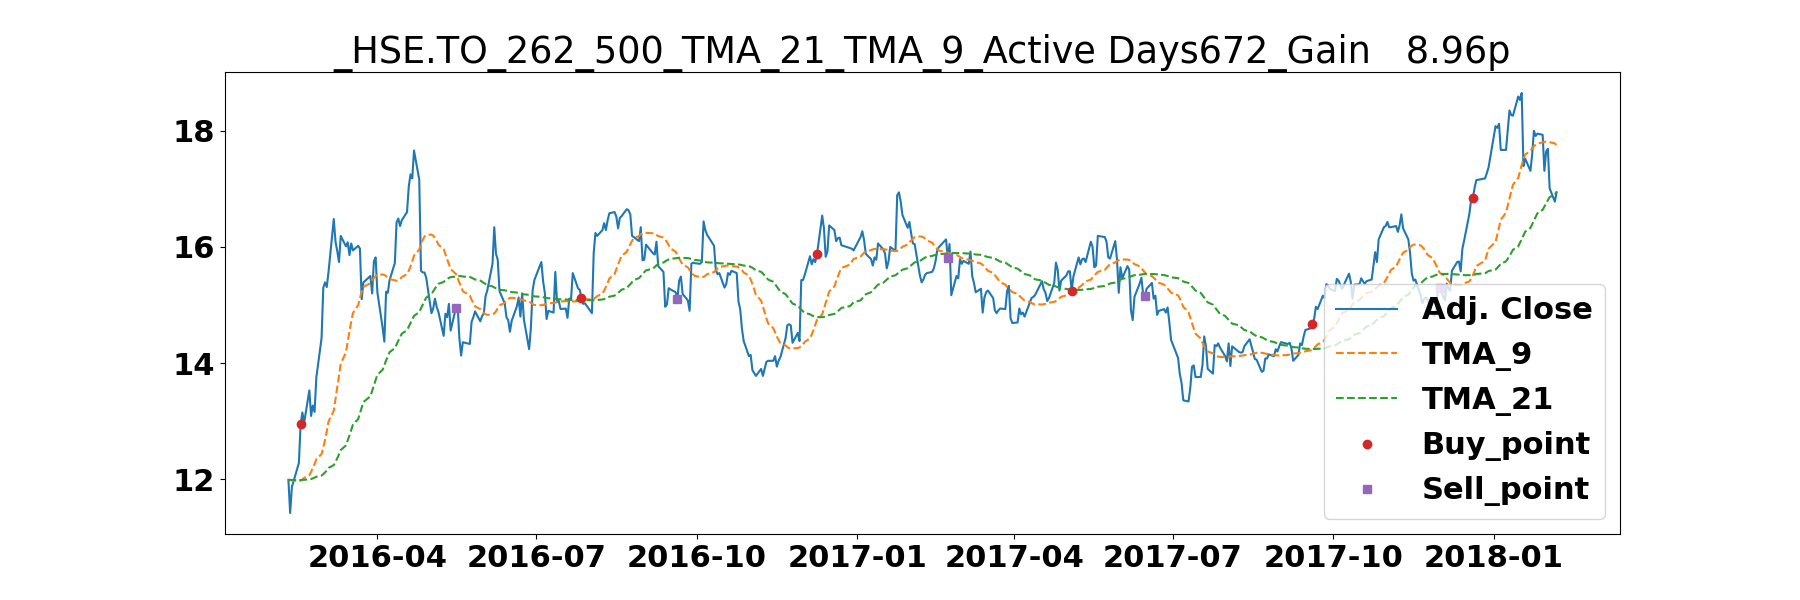 _HSE.TO_262_500_TMA_21_TMA_9_Active Days672_Gain   8.96p
18
16
14
12
Adj. Close
TMA_9
TMA_21
Buy_point
Sell_point
2016-04 2016-07 2016-10 2017-01 2017-04 2017-07 2017-10 2018-01